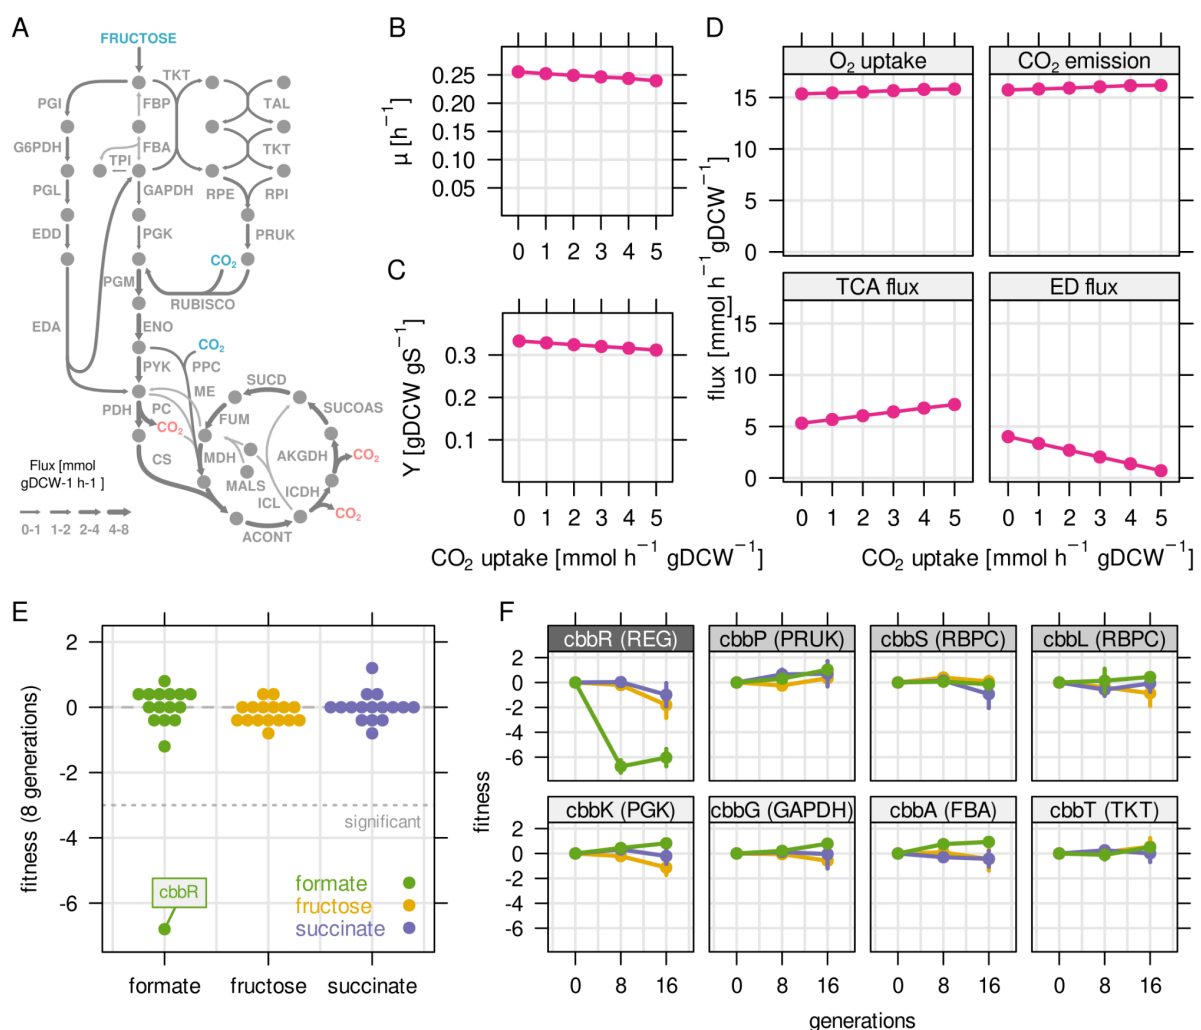 A
FRUCTOSE
TKT
PGI
FBP
TAL
G6PDH
FBA
TPI
TKT
PGL
GAPDH
RPE
RPI
EDD
PGK
PRUK
CO₂
PGM
RUBISCO
EDA
ENO
CO₂
PYK
PPC
ME
SUCD
PDH
PC
CO₂
FUM
SUCOAS
CS
MDH
AKGDH
CO₂
MALS
ICL
ICDH
CO₂
ACONT
Flux [mmol
gDCW-1 h-1 ]
0-1 1-2 2-4 4-8
B
µ [h⁻¹]
0.25
0.20
0.15
0.10
0.05
0 1 2 3 4 5
C
Y [gDCW gS⁻¹]
0.3
0.2
0.1
0 1 2 3 4 5
CO₂ uptake [mmol h⁻¹ gDCW⁻¹]
D
O₂ uptake
CO₂ emission
15
10
5
0
TCA flux
ED flux
15
10
5
0
flux [mmol h⁻¹ gDCW⁻¹]
0 1 2 3 4 5
0 1 2 3 4 5
CO₂ uptake [mmol h⁻¹ gDCW⁻¹]
E
fitness (8 generations)
2
0
-2
-4
-6
significant
cbbR
formate
fructose
succinate
formate fructose succinate
F
fitness
cbbR (REG)
cbbP (PRUK)
cbbS (RBPC)
cbbL (RBPC)
2
0
-2
-4
-6
cbbK (PGK)
cbbG (GAPDH)
cbbA (FBA)
cbbT (TKT)
2
0
-2
-4
-6
0 8 16
0 8 16
0 8 16
0 8 16
generations